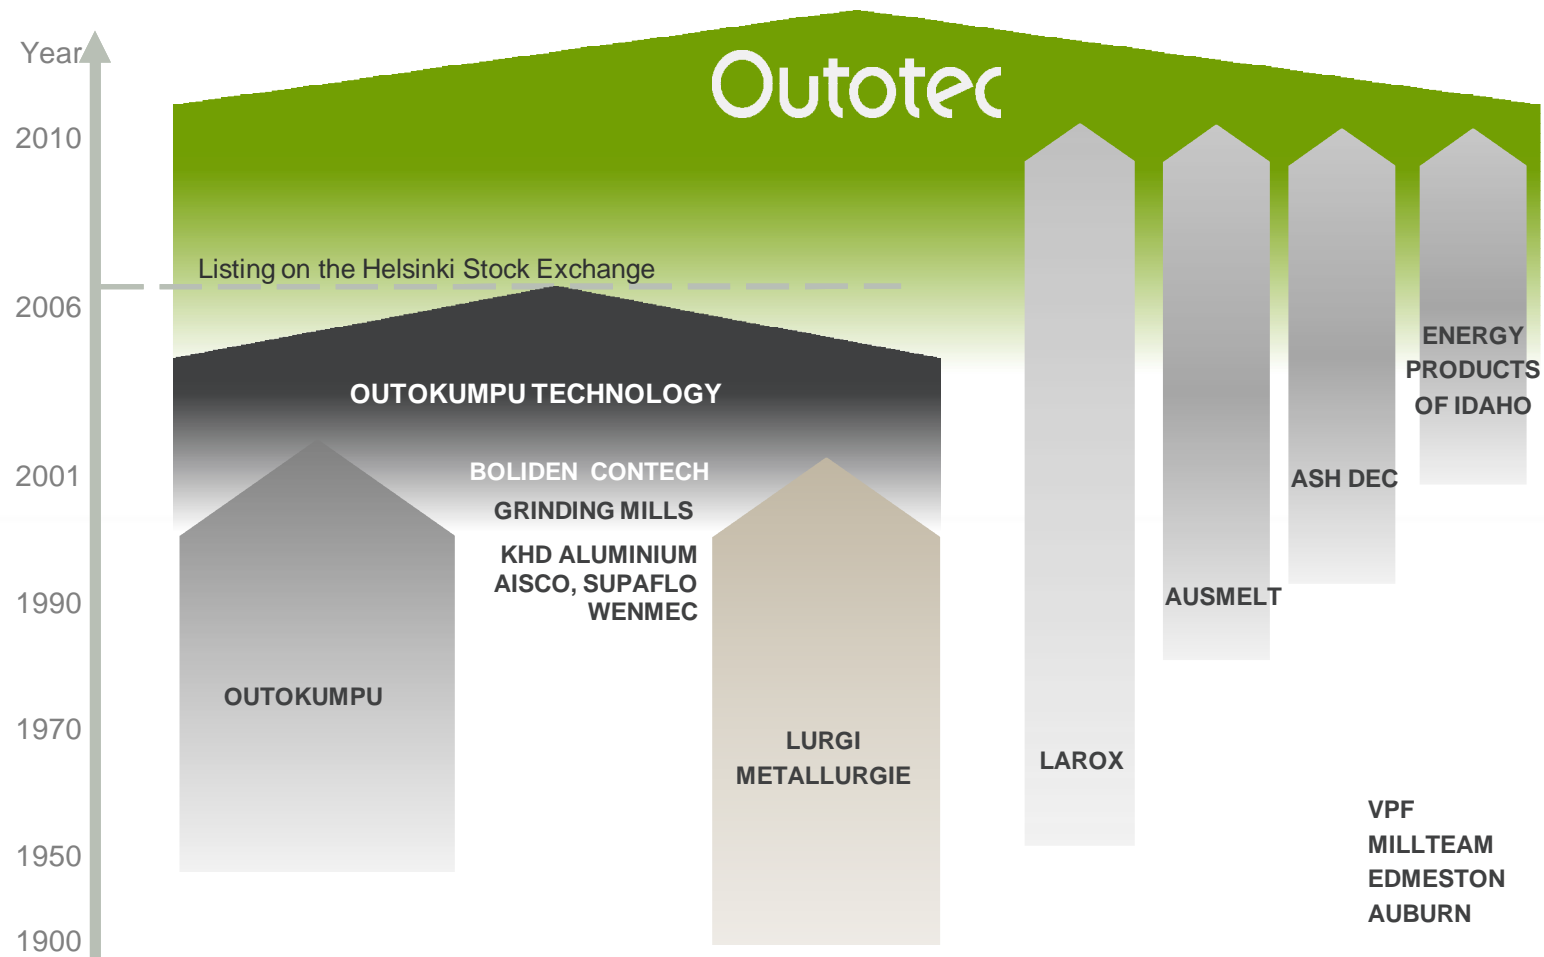 Year
Outotec
2010
Listing on the Helsinki Stock Exchange
2006
ENERGY
PRODUCTS
OF IDAHO
OUTOKUMPU TECHNOLOGY
2001
BOLIDEN CONTECH
ASH DEC
GRINDING MILLS
KHD ALUMINIUM
AISCO, SUPAFLO
WENMEC
1990
AUSMELT
OUTOKUMPU
1970
LURGI
METALLURGIE
LAROX
VPF
MILLTEAM
EDMESTON
AUBURN
1950
1900